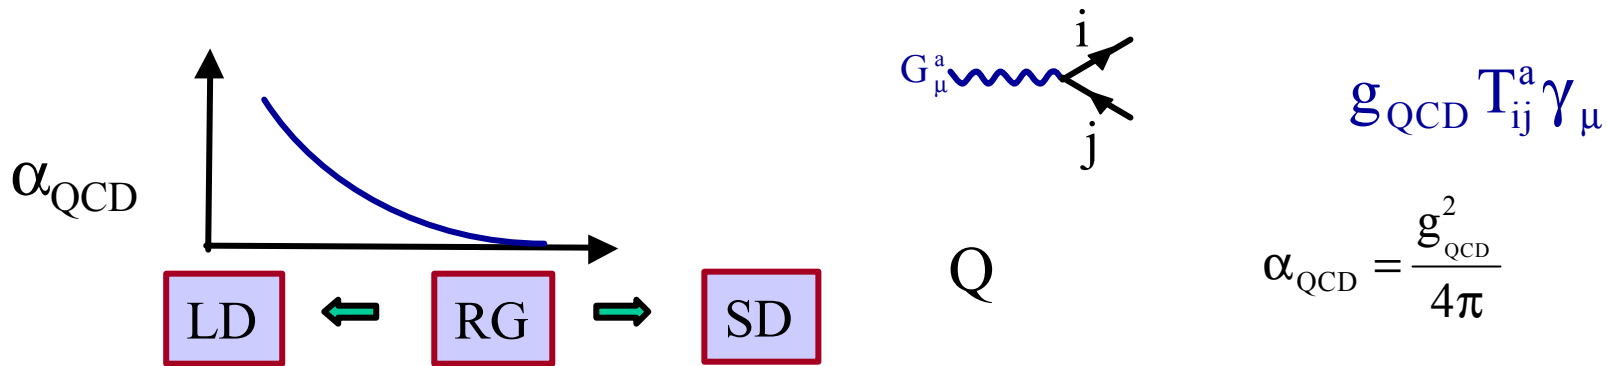 α_QCD
LD
RG
SD
G^a_μ
i
j
Q
g_QCD T^a_ij γ_μ
α_QCD = g^2_QCD / 4π